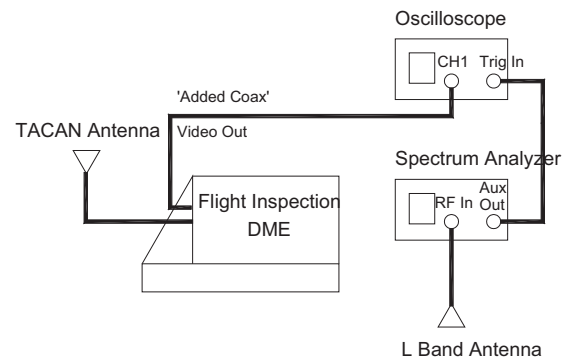 Oscilloscope
CH1 Trig In
'Added Coax'
TACAN Antenna
Video Out
Spectrum Analyzer
Flight Inspection
DME
RF In
Aux
Out
L Band Antenna